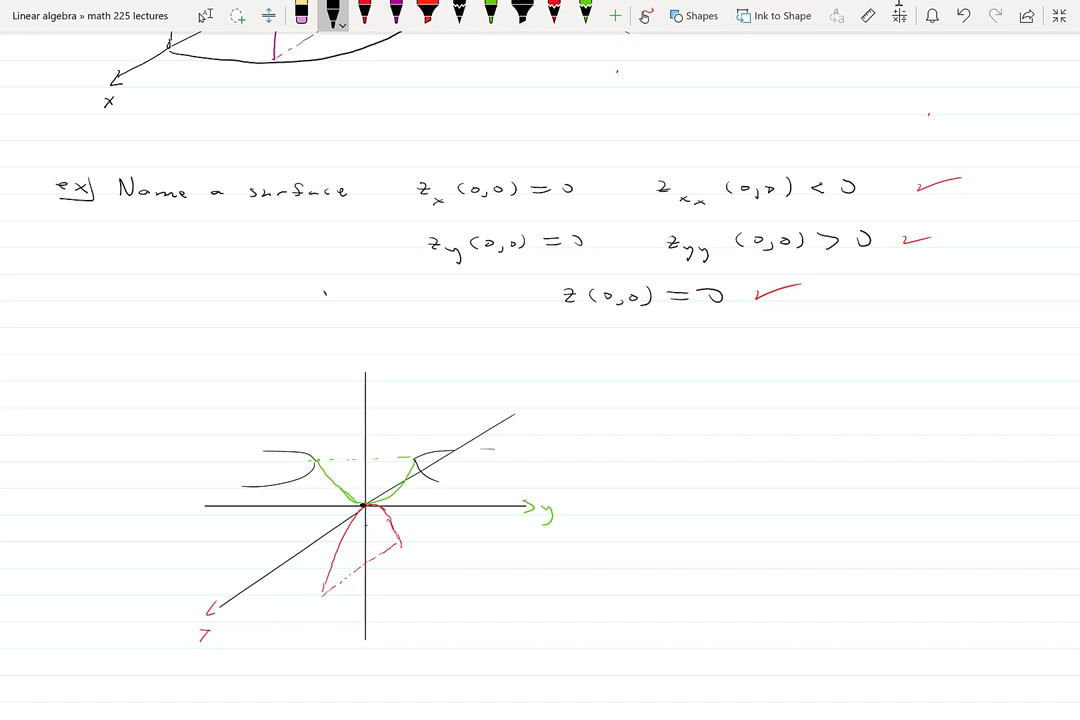 Linear algebra » math 225 lectures
Shapes
Ink to Shape
x
ex] Name a surface z_x (0,0) = 0 z_xx (0,0) < 0
z_y (0,0) = 0 z_yy (0,0) > 0
z (0,0) = 0
y